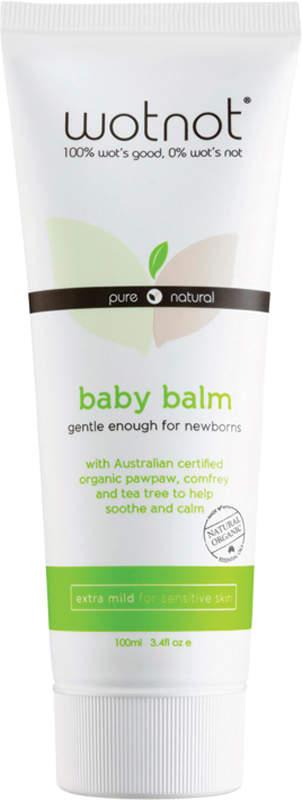 wotnot®
100% wot's good, 0% wot's not
pure natural
baby balm
gentle enough for newborns
with Australian certified
organic pawpaw, comfrey
and tea tree to help
soothe and calm
NATURAL
ORGANIC
extra mild for sensitive skin
100ml 3.4fl oz e